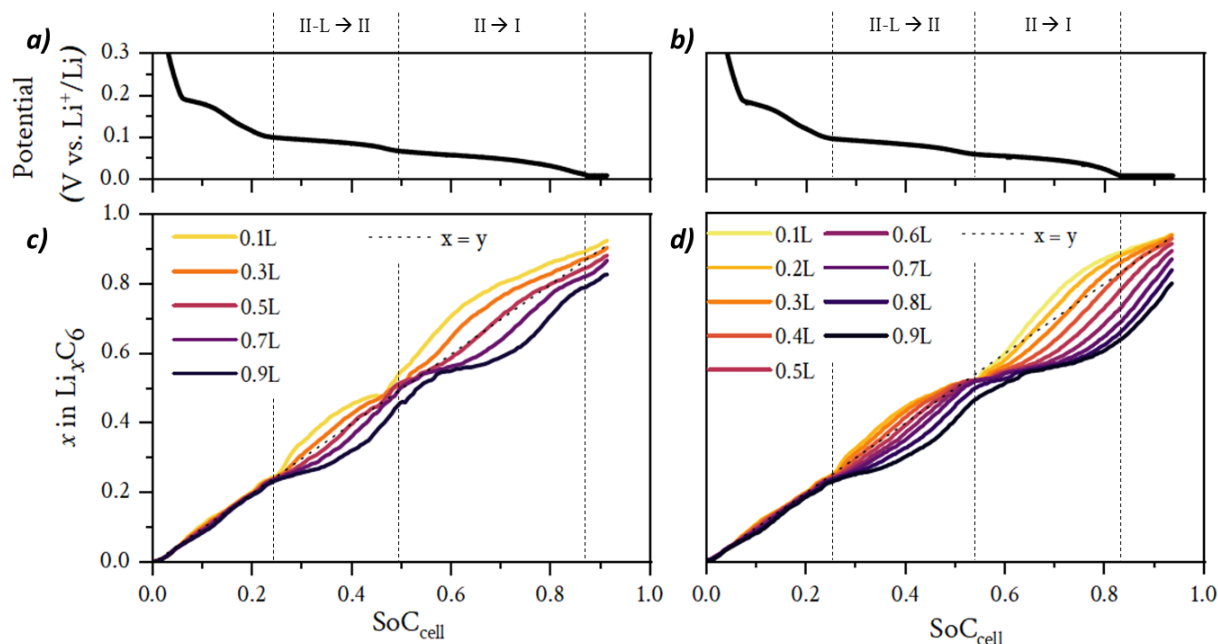 II-L → II
II → I
II-L → II
II → I
a)
b)
0.3
0.2
0.1
0.0
Potential
(V vs. Li⁺/Li)
c)
d)
1.0
0.8
0.6
0.4
0.2
0.0
x in LiₓC₆
0.1L
0.3L
0.5L
0.7L
0.9L
x = y
0.1L
0.2L
0.3L
0.4L
0.5L
0.6L
0.7L
0.8L
0.9L
x = y
0.0 0.2 0.4 0.6 0.8 1.0
SoC_cell
0.0 0.2 0.4 0.6 0.8 1.0
SoC_cell